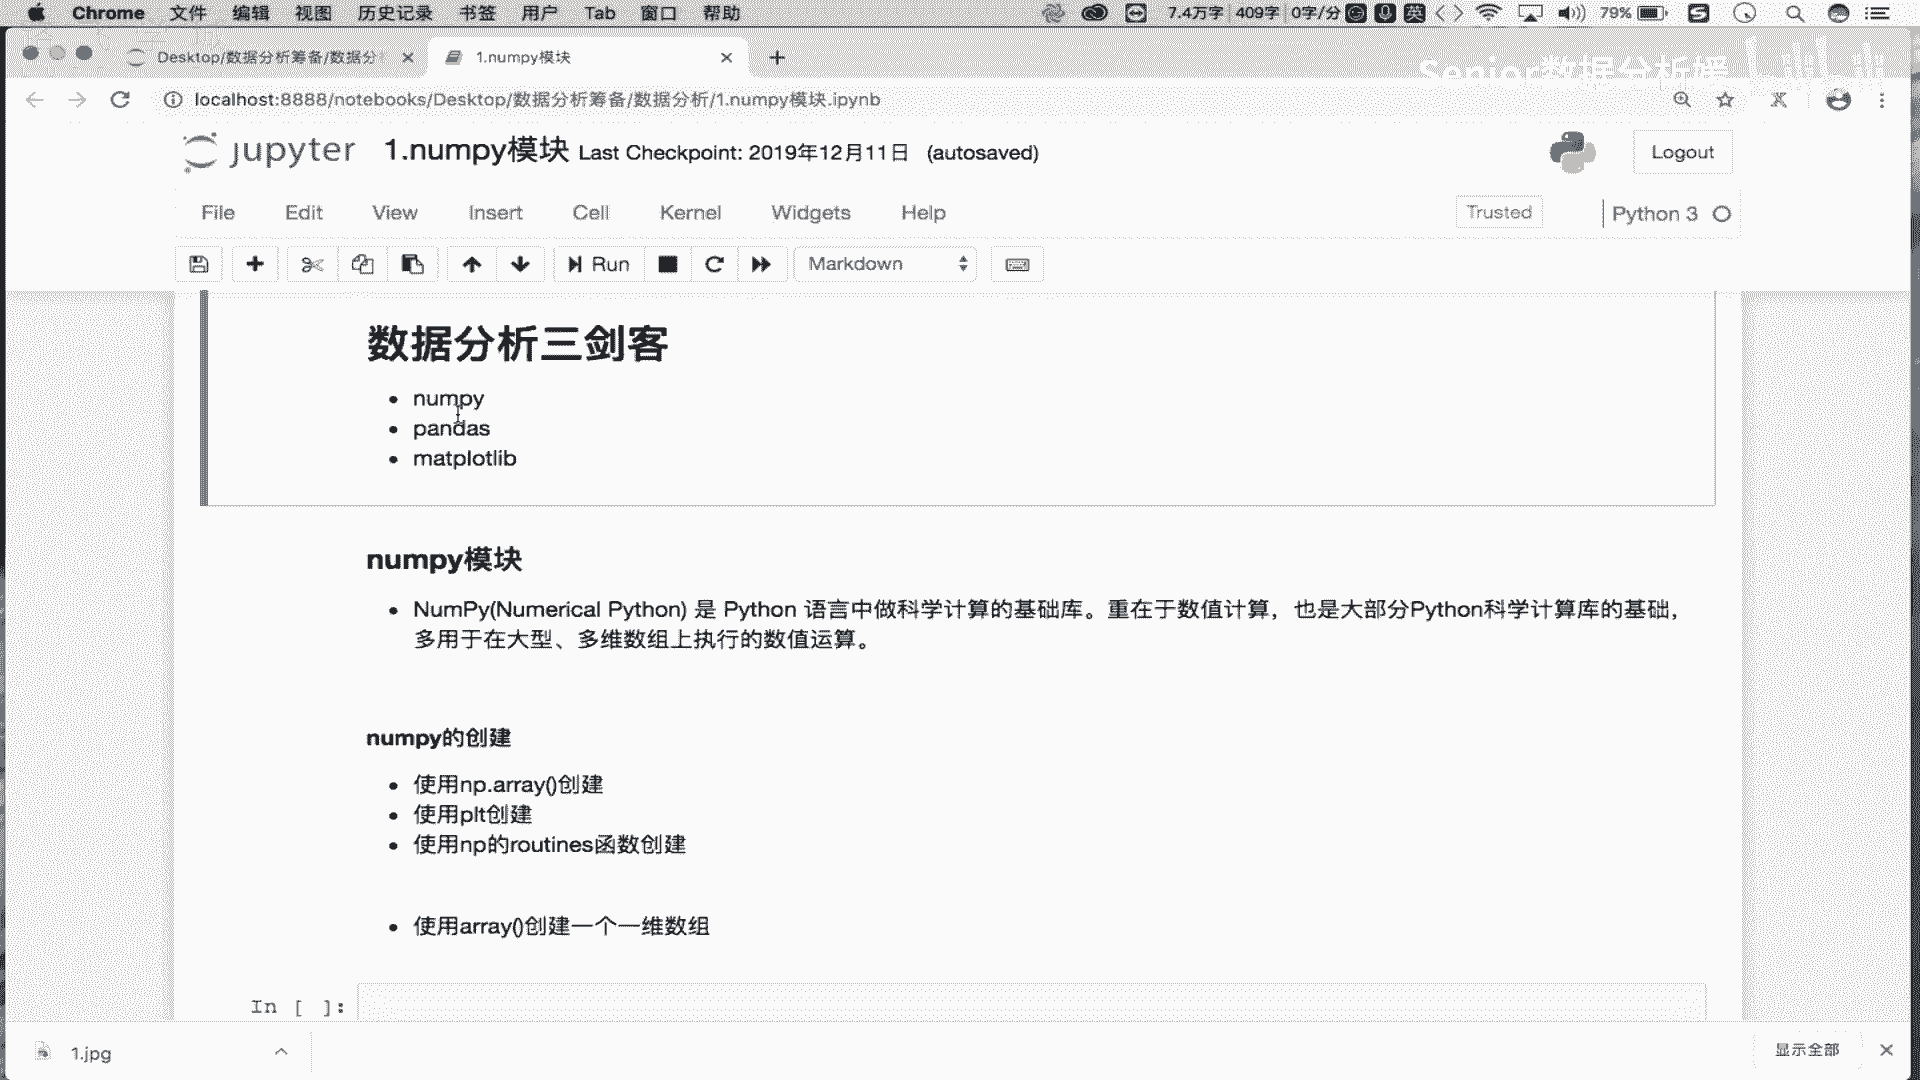 Chrome 文件 编辑 视图 历史记录 书签 用户 Tab 窗口 帮助 7.4万字 409字 0字/分 英 79%
Desktop/数据分析筹备/数据分 1.numpy模块
Senior数据分析媛 bilibili
localhost:8888/notebooks/Desktop/数据分析筹备/数据分析/1.numpy模块.ipynb
jupyter 1.numpy模块 Last Checkpoint: 2019年12月11日 (autosaved) Logout
File Edit View Insert Cell Kernel Widgets Help Trusted Python 3
Run Markdown
数据分析三剑客
numpy
pandas
matplotlib
numpy模块
NumPy(Numerical Python) 是 Python 语言中做科学计算的基础库。重在于数值计算，也是大部分Python科学计算库的基础，
多用于在大型、多维数组上执行的数值运算。
numpy的创建
使用np.array()创建
使用plt创建
使用np的routines函数创建
使用array()创建一个一维数组
In [ ]:
1.jpg 显示全部